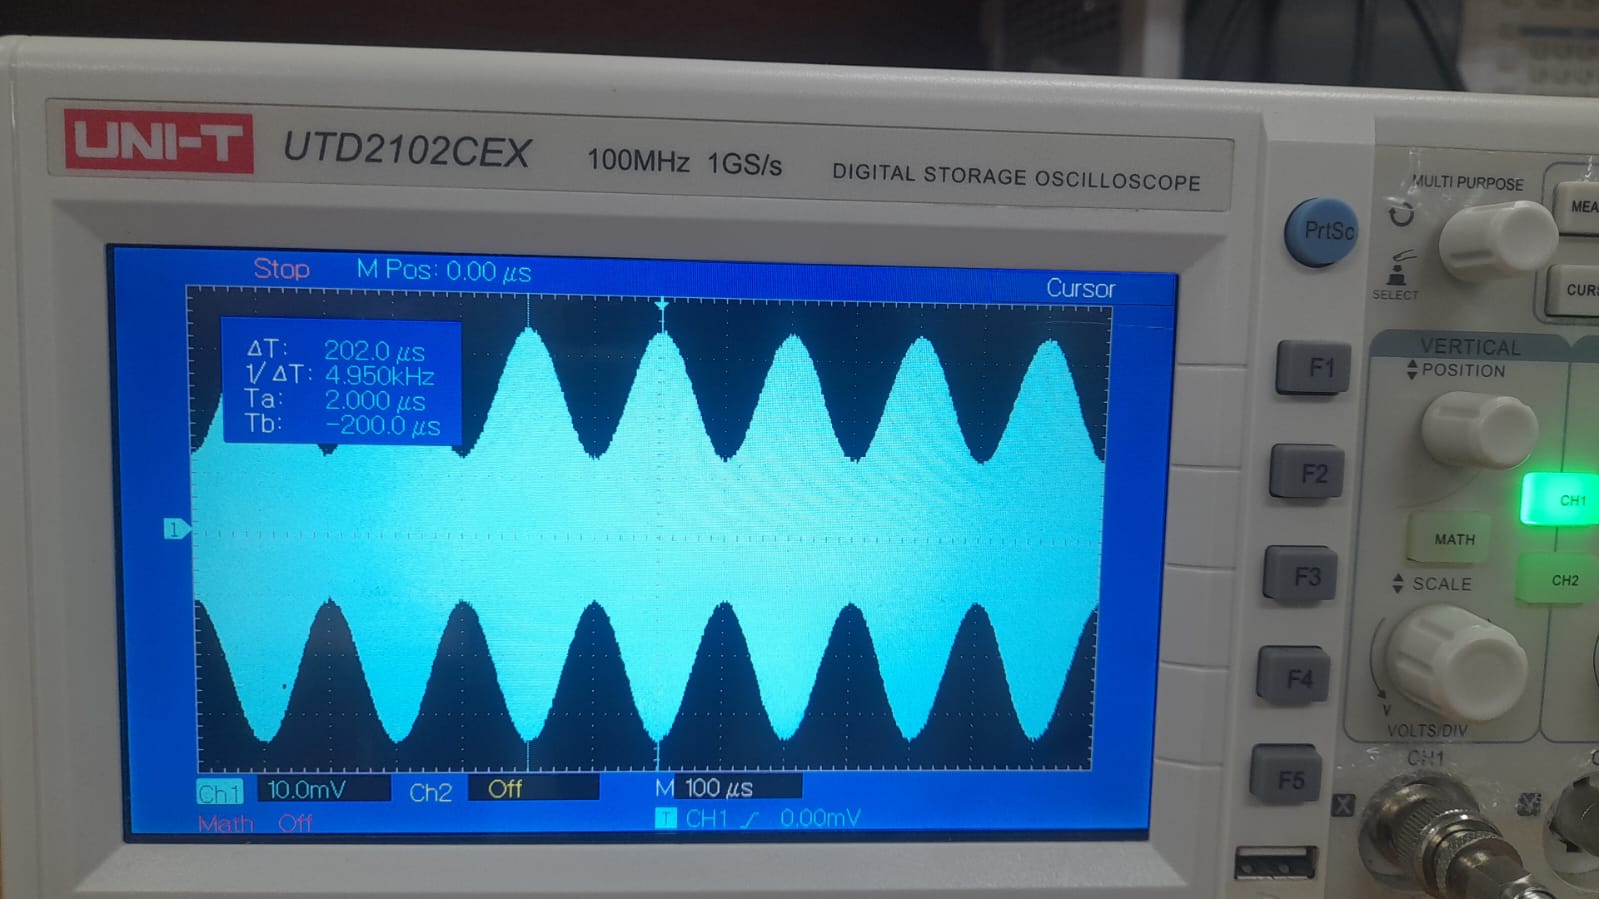 UNI-T UTD2102CEX 100MHz 1GS/s DIGITAL STORAGE OSCILLOSCOPE
MULTI PURPOSE
PrtSc
SELECT
Stop M Pos: 0.00 μs
Cursor
ΔT: 202.0 μs
1/ΔT: 4.950kHz
Ta: 2.000 μs
Tb: -200.0 μs
VERTICAL
POSITION
F1
F2
CH1
1
MATH
F3
SCALE
CH2
F4
V
VOLTS/DIV
CH1
F5
X
Ch1 10.0mV Ch2 Off M 100 μs
Math Off T CH1 0.00mV